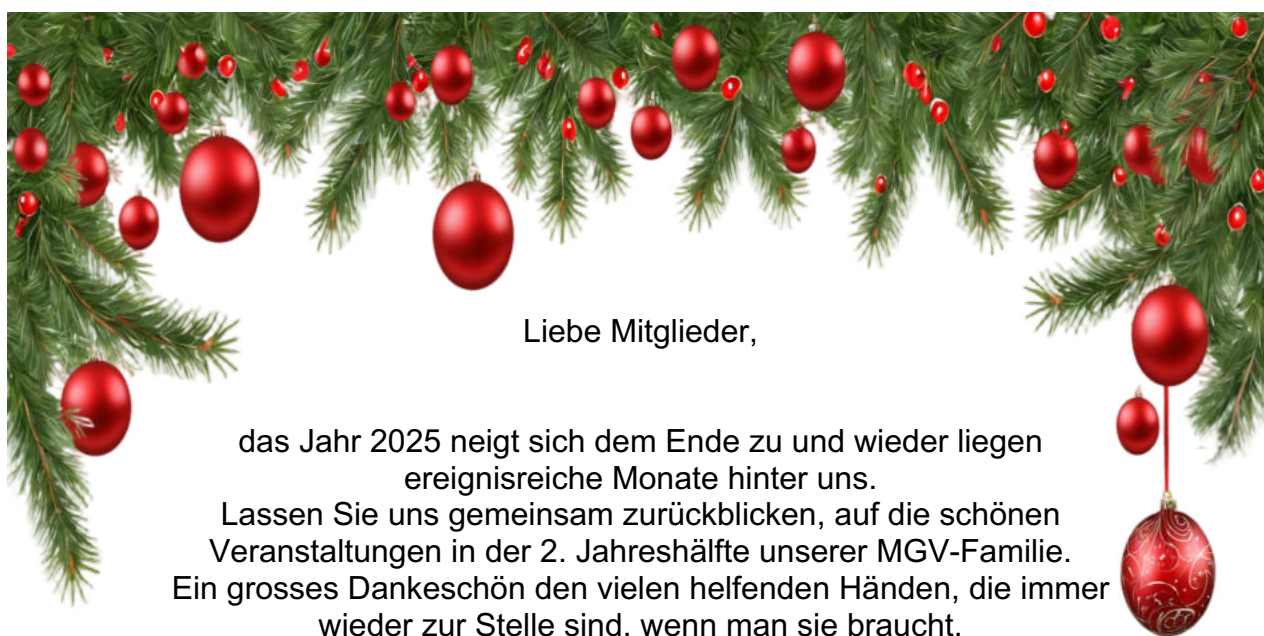 Liebe Mitglieder,
das Jahr 2025 neigt sich dem Ende zu und wieder liegen
ereignisreiche Monate hinter uns.
Lassen Sie uns gemeinsam zurückblicken, auf die schönen
Veranstaltungen in der 2. Jahreshälfte unserer MGV-Familie.
Ein grosses Dankeschön den vielen helfenden Händen, die immer
wieder zur Stelle sind, wenn man sie braucht.